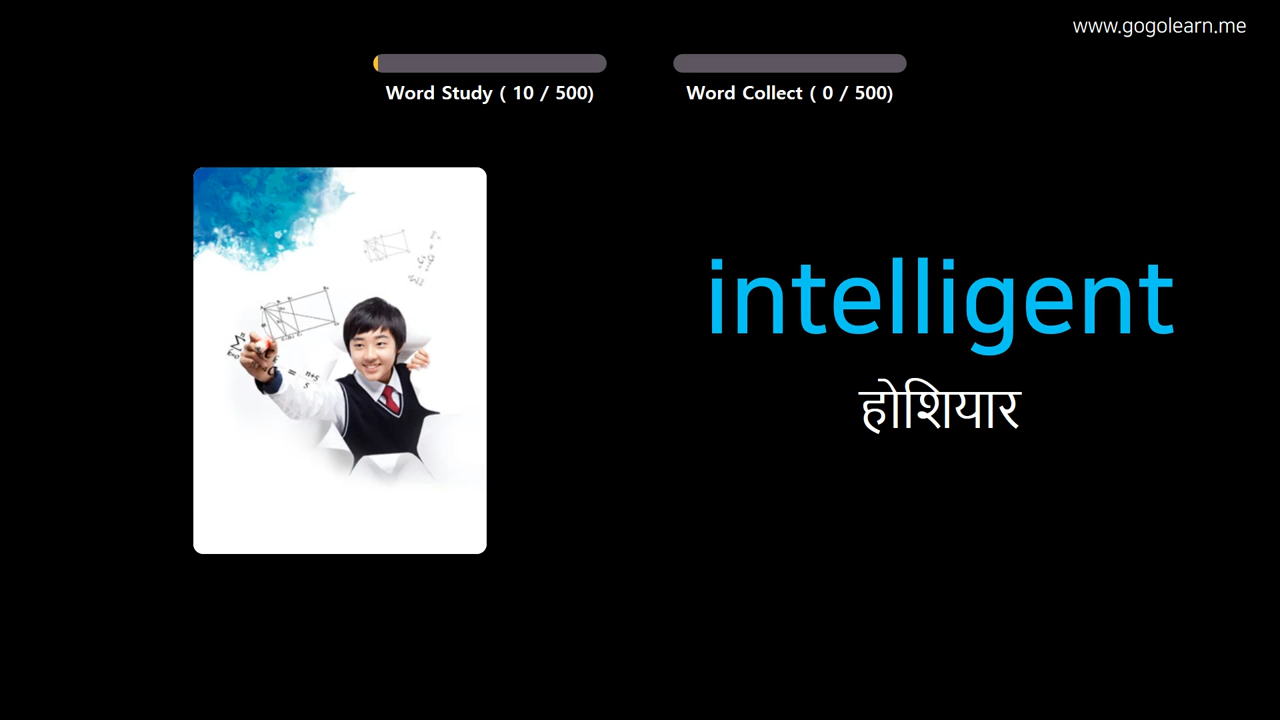 www.gogolearn.me
Word Study ( 10 / 500)
Word Collect ( 0 / 500)
intelligent
होशियार